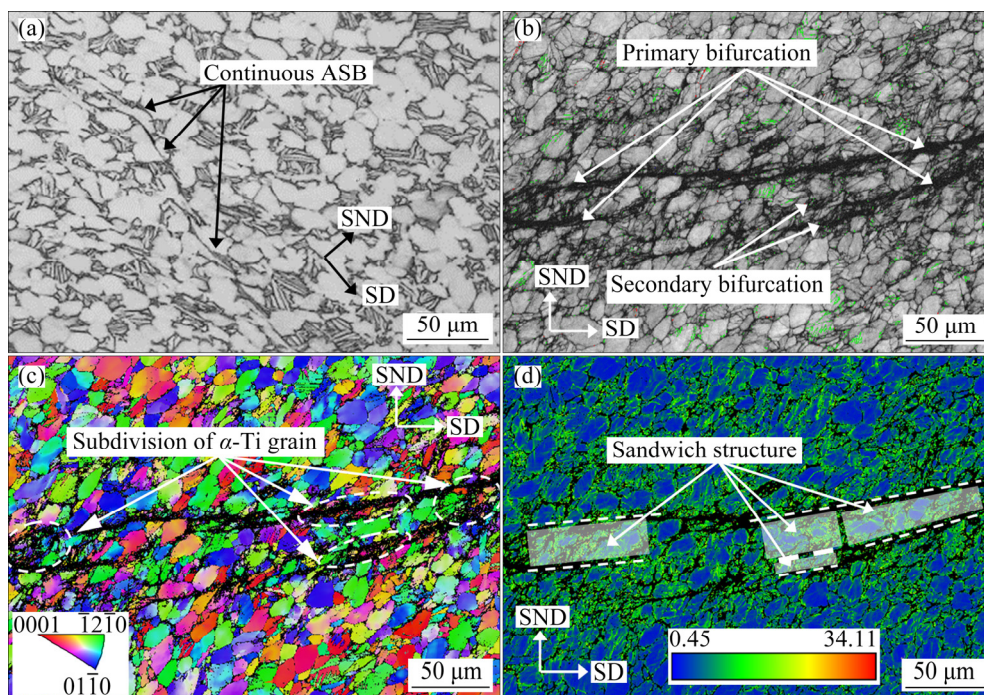 (a)
Continuous ASB
SND
SD
50 μm
(b)
Primary bifurcation
Secondary bifurcation
SND
SD
50 μm
(c)
SND
SD
Subdivision of α-Ti grain
0001 1̅21̅0
011̅0
50 μm
(d)
Sandwich structure
SND
SD
0.45 34.11
50 μm